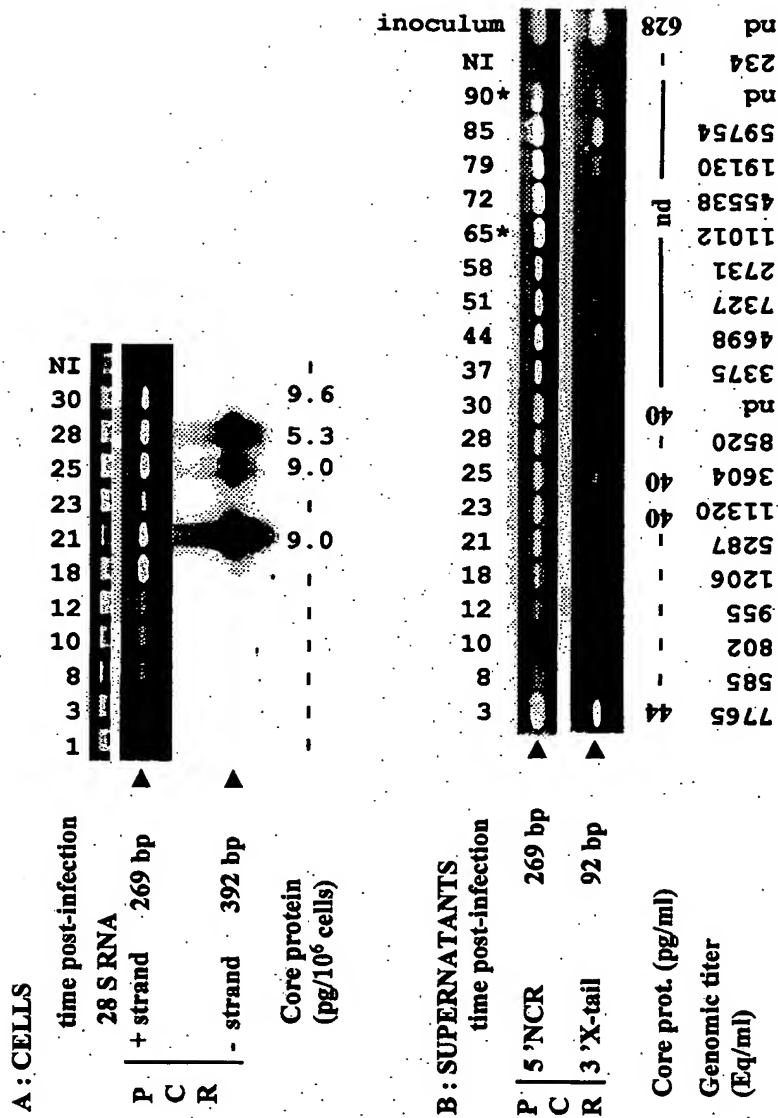 A : CELLS
time post-infection 1 3 8 10 12 18 21 23 25 28 30 NI
28 S RNA
P C R
+ strand 269 bp
- strand 392 bp
Core protein (pg/10⁶ cells) - - - - - - 9.0 - 9.0 5.3 9.6 -
B : SUPERNATANTS
time post-infection 3 8 10 12 18 21 23 25 28 30 37 44 51 58 65* 72 79 85 90* NI inoculum
P C R
5 'NCR 269 bp
3 'X-tail 92 bp
Core prot. (pg/ml) 44 - - - - - 40 40 - 40 nd - 628
Genomic titer (Eq/ml) 7765 585 802 955 1206 5287 11320 3604 8520 nd 3375 4698 7327 2731 11012 45538 19130 59754 nd 234 nd